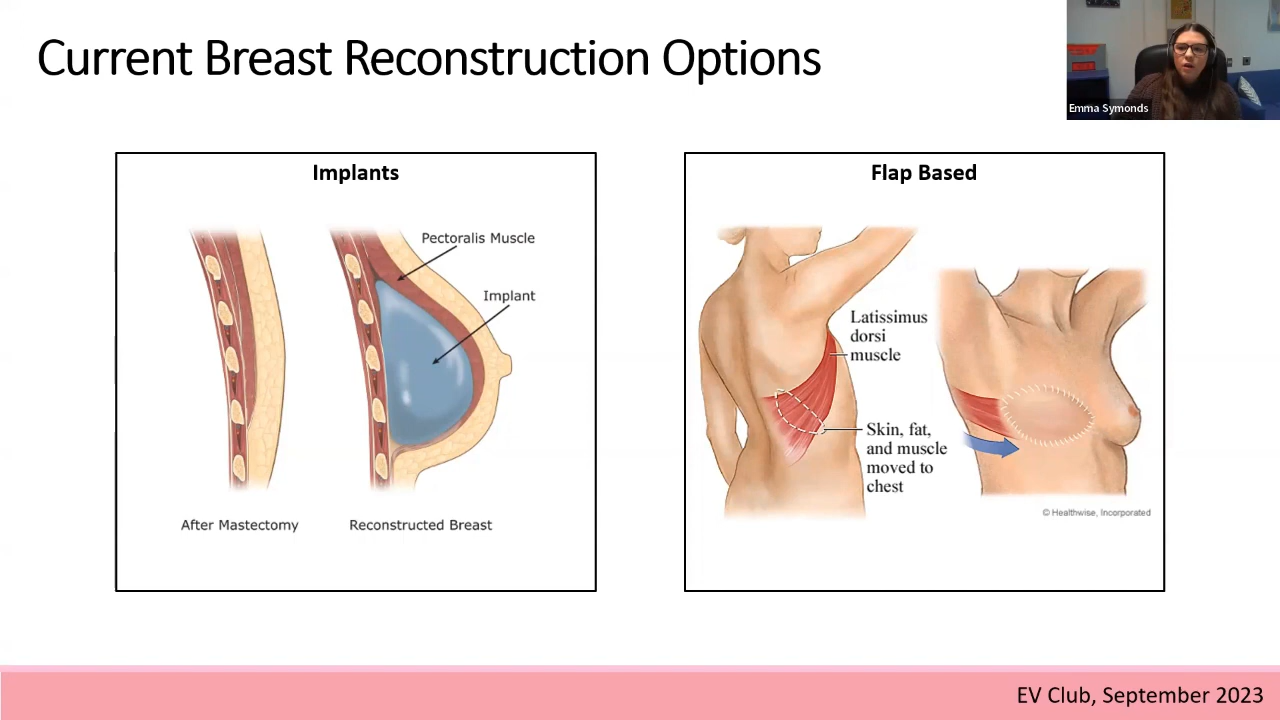 Current Breast Reconstruction Options
Emma Symonds
Implants
Pectoralis Muscle
Implant
After Mastectomy
Reconstructed Breast
Flap Based
Latissimus
dorsi
muscle
Skin, fat,
and muscle
moved to
chest
© Healthwise, Incorporated
EV Club, September 2023